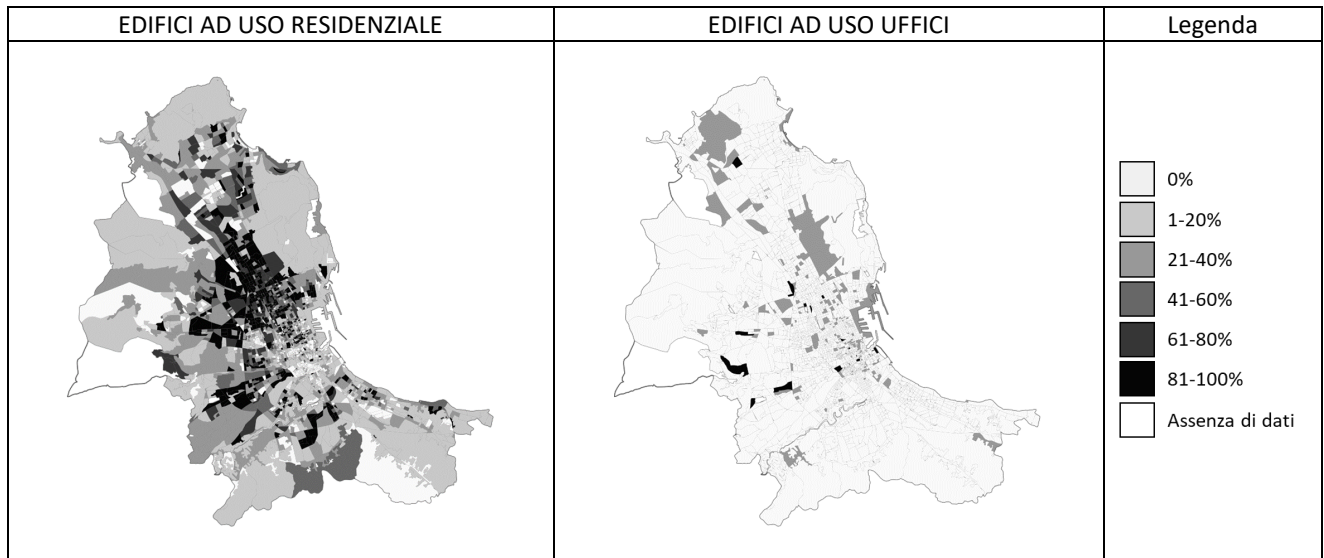 EDIFICI AD USO RESIDENZIALE
EDIFICI AD USO UFFICI
Legenda
0%
1-20%
21-40%
41-60%
61-80%
81-100%
Assenza di dati